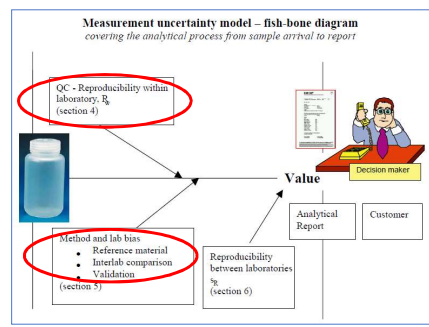 Measurement uncertainty model – fish-bone diagram
covering the analytical process from sample arrival to report
QC - Reproducibility within
laboratory, R
(section 4)
Value
Decision maker
Analytical
Report
Customer
Method and lab bias
• Reference material
• Interlab comparison
• Validation
(section 5)
Reproducibility
between laboratories
sR
(section 6)